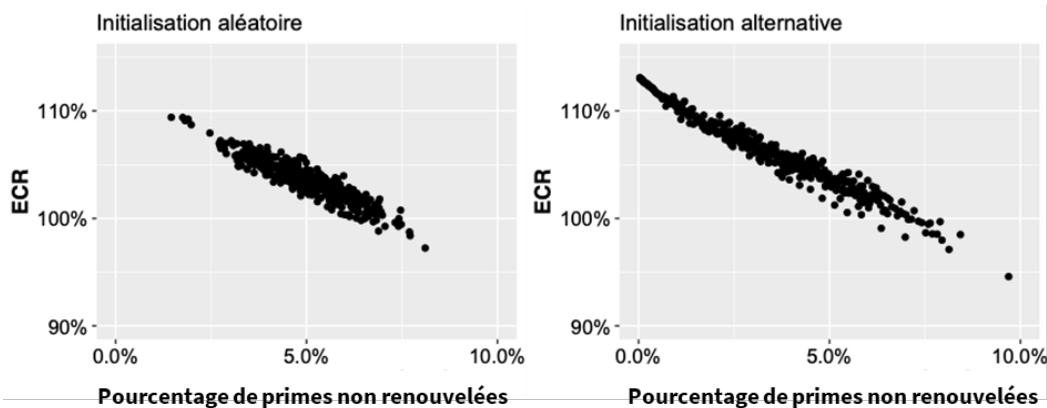 Initialisation aléatoire
110%
100%
90%
ECR
0.0%
5.0%
10.0%
Pourcentage de primes non renouvelées
Initialisation alternative
110%
100%
90%
ECR
0.0%
5.0%
10.0%
Pourcentage de primes non renouvelées